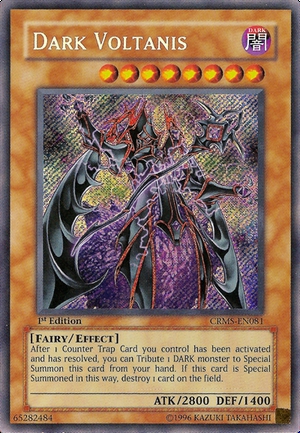 DARK VOLTANIS
DARK
闇
1st Edition
CRMS-EN081
[FAIRY/EFFECT]
After 1 Counter Trap Card you control has been activated
and has resolved, you can Tribute 1 DARK monster to Special
Summon this card from your hand. If this card is Special
Summoned in this way, destroy 1 card on the field.
ATK/2800 DEF/1400
65282484
©1996 KAZUKI TAKAHASHI